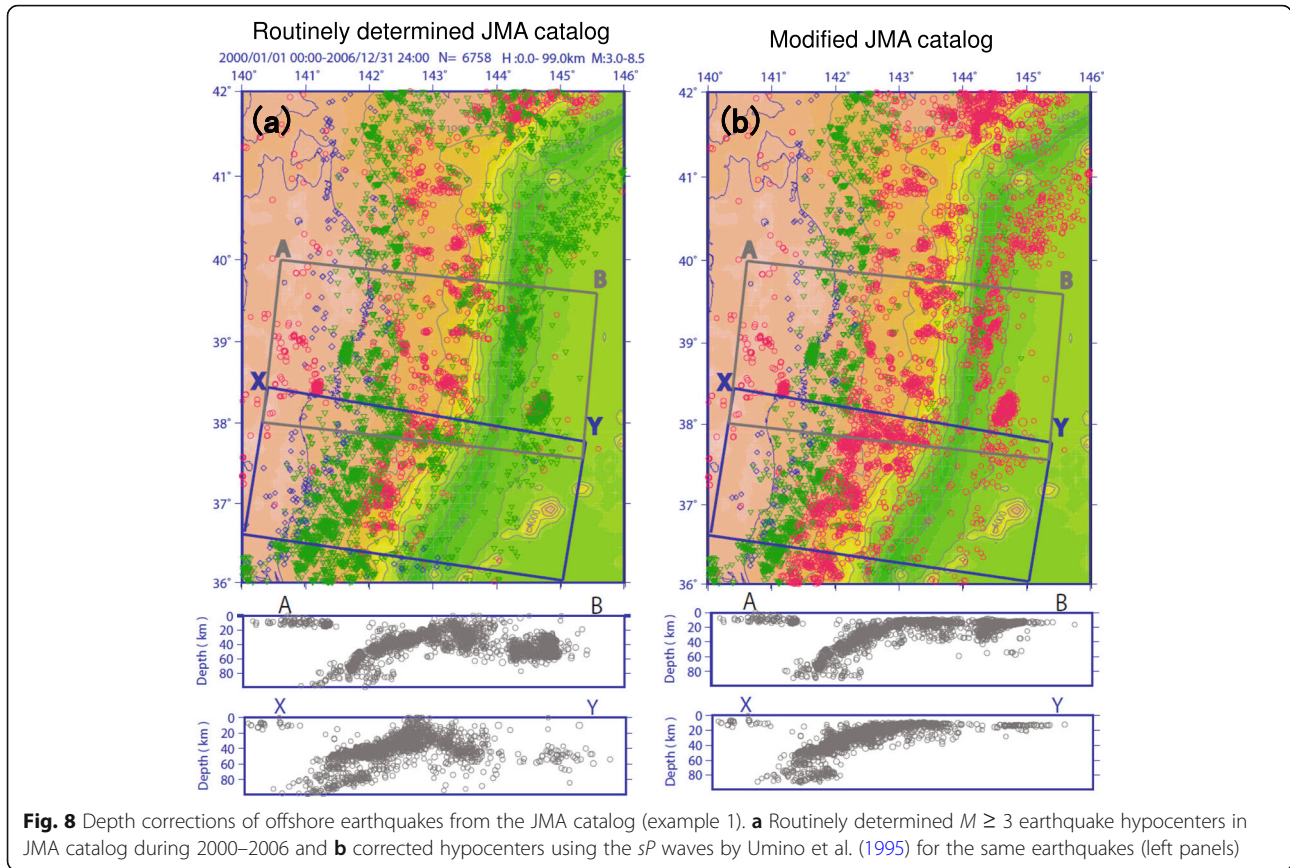 Routinely determined JMA catalog
2000/01/01 00:00-2006/12/31 24:00 N= 6758 H:0.0- 99.0km M:3.0-8.5
140° 141° 142° 143° 144° 145° 146°
42°
41°
40°
39°
38°
37°
36°
(a)
A
B
X
Y
Modified JMA catalog
140° 141° 142° 143° 144° 145° 146°
42°
41°
40°
39°
38°
37°
36°
(b)
A
B
X
Y
A B
Depth (km)
0
20
40
60
80
X Y
Depth (km)
0
20
40
60
80
A B
Depth (km)
0
20
40
60
80
X Y
Depth (km)
0
20
40
60
80
Fig. 8 Depth corrections of offshore earthquakes from the JMA catalog (example 1). a Routinely determined M ≥ 3 earthquake hypocenters in
JMA catalog during 2000–2006 and b corrected hypocenters using the sP waves by Umino et al. (1995) for the same earthquakes (left panels)